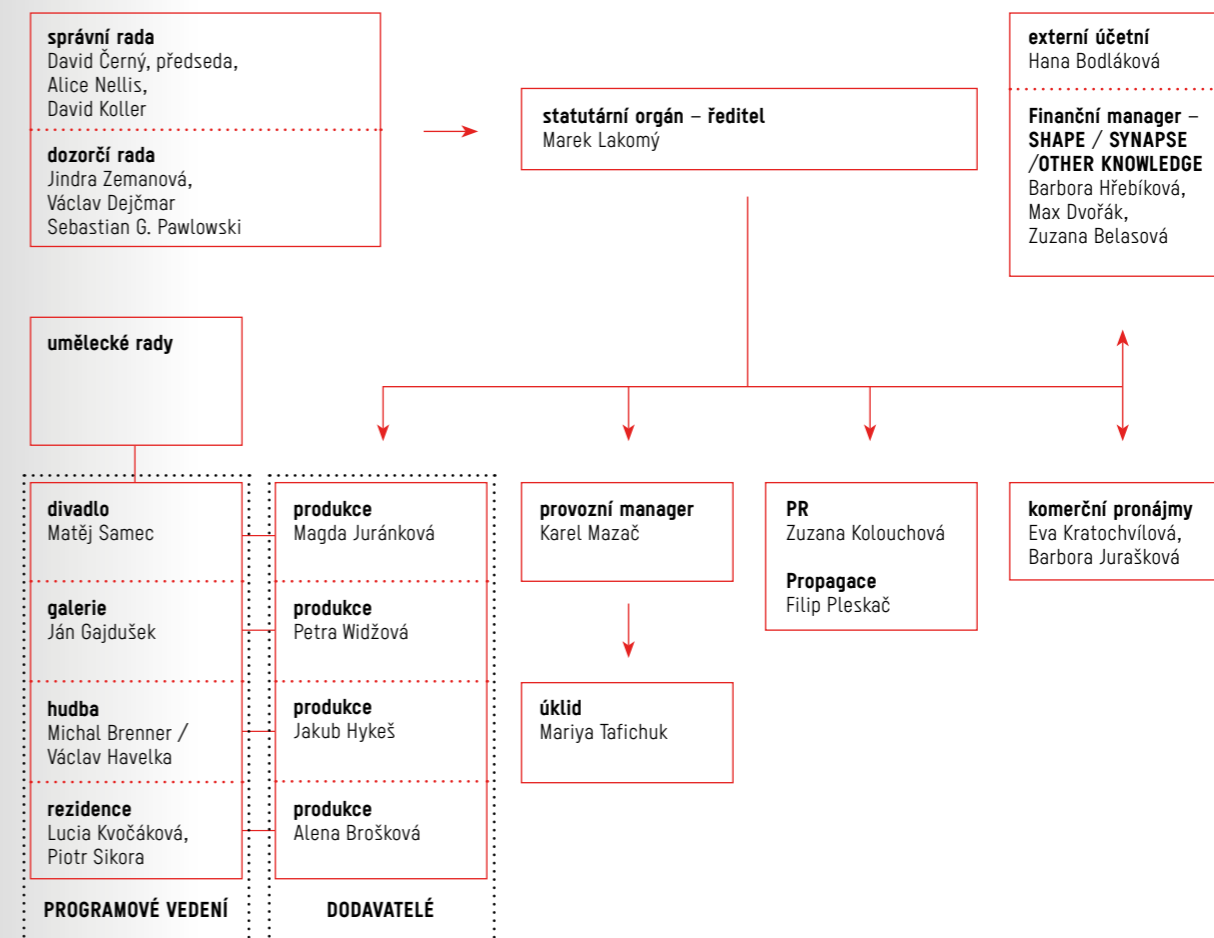 správní rada
David Černý, předseda,
Alice Nellis,
David Koller
dozorčí rada
Jindra Zemanová,
Václav Dejčmar
Sebastian G. Pawlowski
statutární orgán – ředitel
Marek Lakomý
externí účetní
Hana Bodláková
Finanční manager –
SHAPE / SYNAPSE
/OTHER KNOWLEDGE
Barbora Hřebíková,
Max Dvořák,
Zuzana Belasová
umělecké rady
divadlo
Matěj Samec
galerie
Ján Gajdušek
hudba
Michal Brenner /
Václav Havelka
rezidence
Lucia Kvočáková,
Piotr Sikora
PROGRAMOVÉ VEDENÍ
produkce
Magda Juránková
produkce
Petra Widžová
produkce
Jakub Hykeš
produkce
Alena Brošková
DODAVATELÉ
provozní manager
Karel Mazač
úklid
Mariya Tafichuk
PR
Zuzana Kolouchová
Propagace
Filip Pleskač
komerční pronájmy
Eva Kratochvílová,
Barbora Jurašková